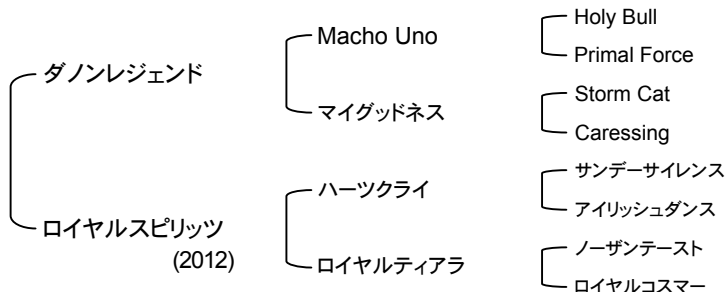 ダノンレジェンド
ロイヤルスピリッツ
(2012)
Macho Uno
マイグッドネス
ハーツクライ
ロイヤルティアラ
Holy Bull
Primal Force
Storm Cat
Caressing
サンデーサイレンス
アイリッシュダンス
ノーザンテースト
ロイヤルコスマー